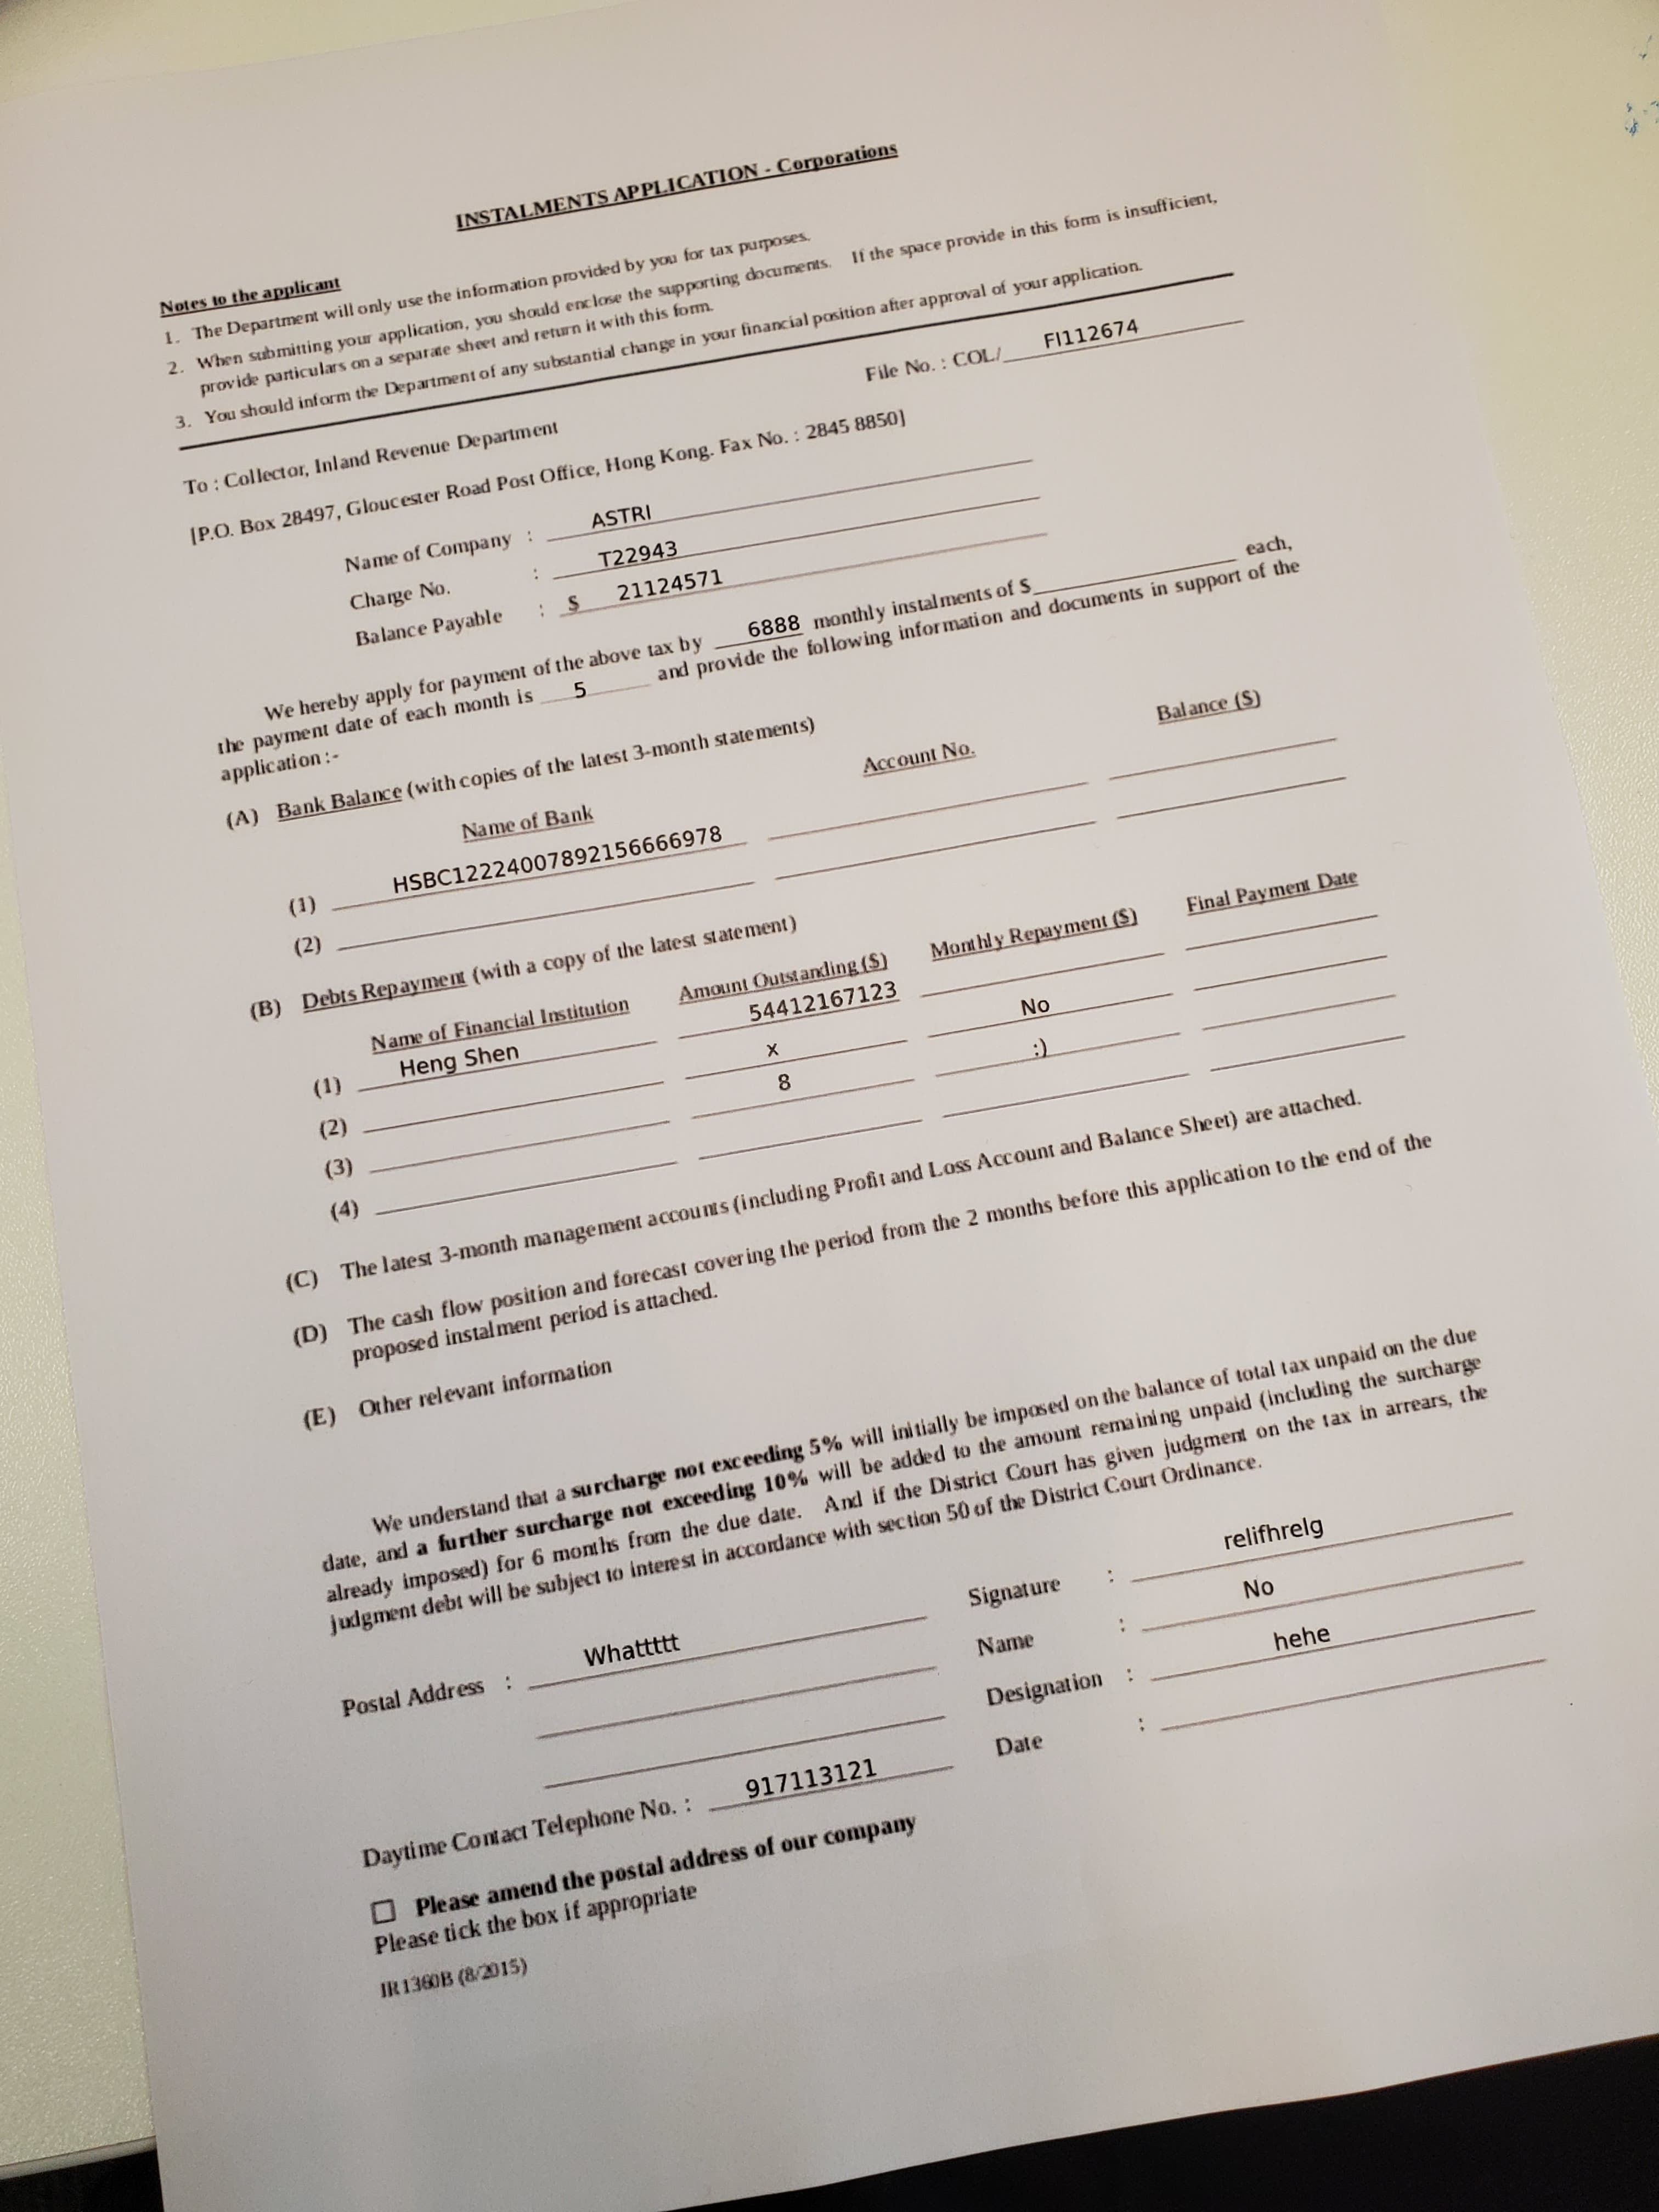 INSTALMENTS APPLICATION - Corporations
Notes to the applicant
1. The Department will only use the information provided by you for tax purposes.
2. When submitting your application, you should enclose the supporting documents. If the space provide in this form is insufficient,
provide particulars on a separate sheet and return it with this form.
3. You should inform the Department of any substantial change in your financial position after approval of your application.
File No. : COL/ FI112674
To : Collector, Inland Revenue Department
[P.O. Box 28497, Gloucester Road Post Office, Hong Kong. Fax No. : 2845 8850]
Name of Company : ASTRI
Charge No. : T22943
Balance Payable : $ 21124571
We hereby apply for payment of the above tax by 6888 monthly instalments of $ each,
the payment date of each month is 5 and provide the following information and documents in support of the
application :-
(A) Bank Balance (with copies of the latest 3-month statements)
Name of Bank Account No. Balance ($)
(1) HSBC12224007892156666978
(2)
(B) Debts Repayment (with a copy of the latest statement)
Name of Financial Institution Amount Outstanding ($) Monthly Repayment ($) Final Payment Date
(1) Heng Shen 54412167123
(2) x No
(3) 8 :)
(4)
(C) The latest 3-month management accounts (including Profit and Loss Account and Balance Sheet) are attached.
(D) The cash flow position and forecast covering the period from the 2 months before this application to the end of the
proposed instalment period is attached.
(E) Other relevant information
We understand that a surcharge not exceeding 5% will initially be imposed on the balance of total tax unpaid on the due
date, and a further surcharge not exceeding 10% will be added to the amount remaining unpaid (including the surcharge
already imposed) for 6 months from the due date. And if the District Court has given judgment on the tax in arrears, the
judgment debt will be subject to interest in accordance with section 50 of the District Court Ordinance.
Signature : relifhrelg
Postal Address : Whattttt
Name : No
Designation : hehe
Date :
Daytime Contact Telephone No. : 917113121
☐ Please amend the postal address of our company
Please tick the box if appropriate
IR1360B (8/2015)